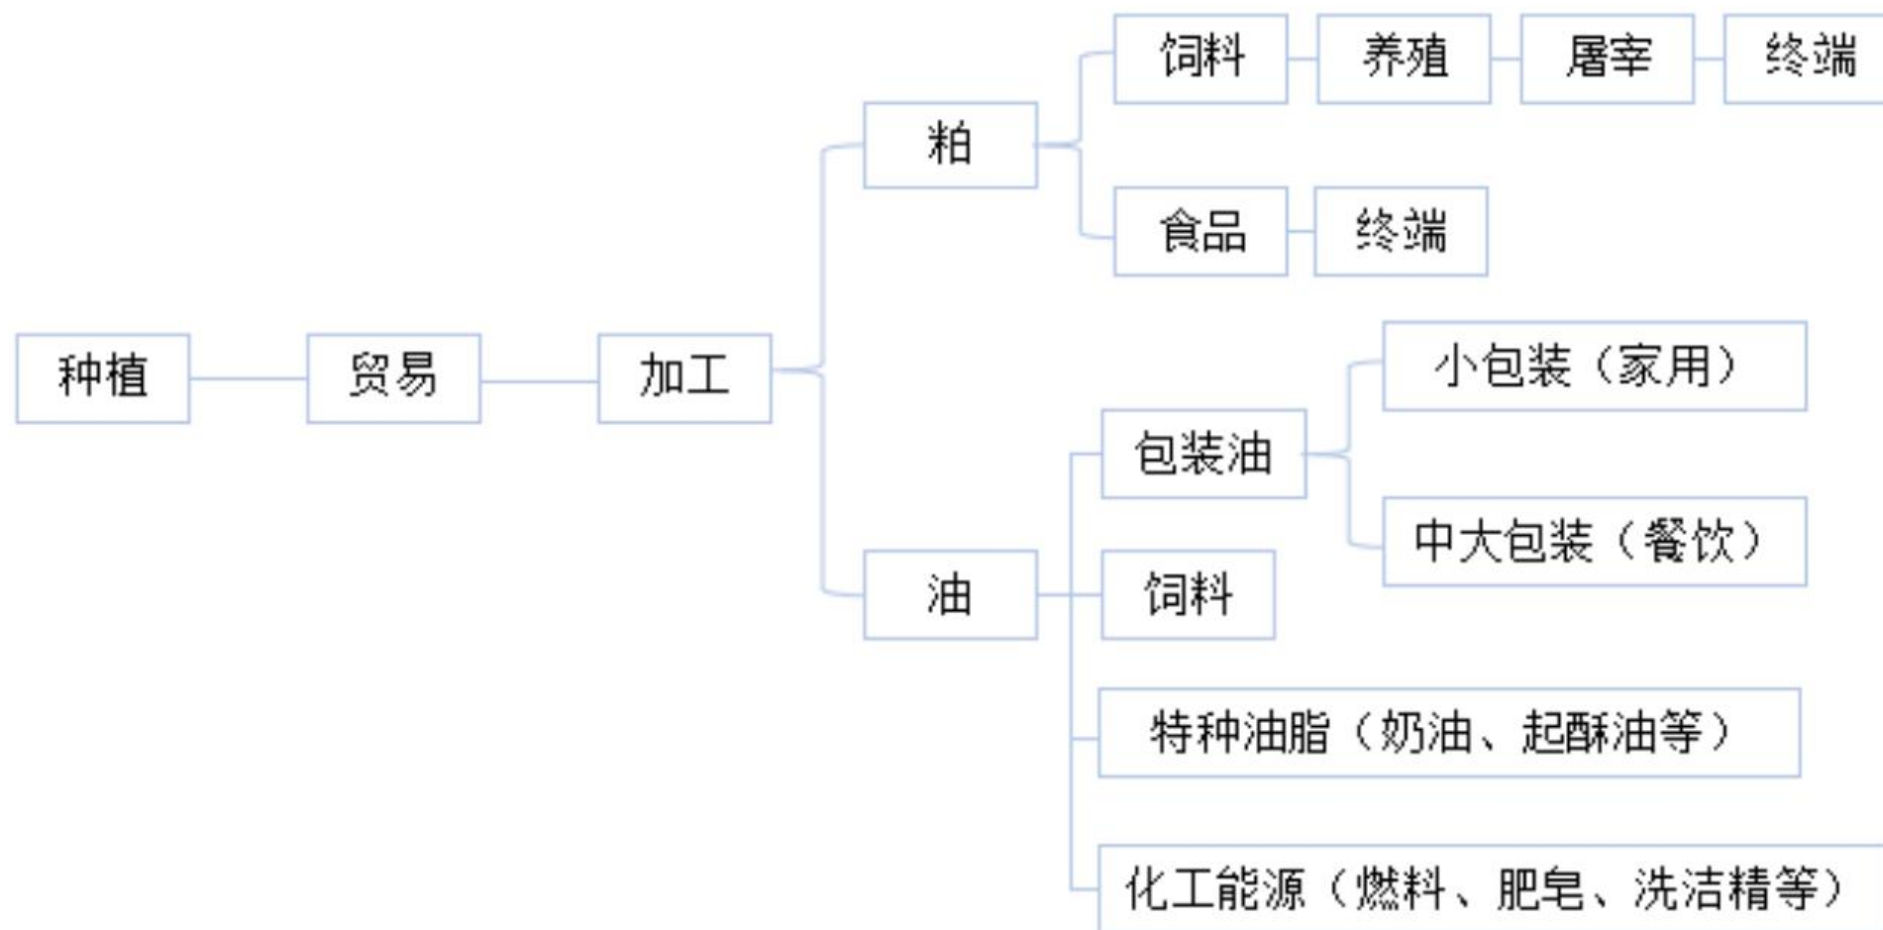 饲料
养殖
屠宰
终端
粕
食品
终端
种植
贸易
加工
小包装（家用）
包装油
中大包装（餐饮）
油
饲料
特种油脂（奶油、起酥油等）
化工能源（燃料、肥皂、洗洁精等）